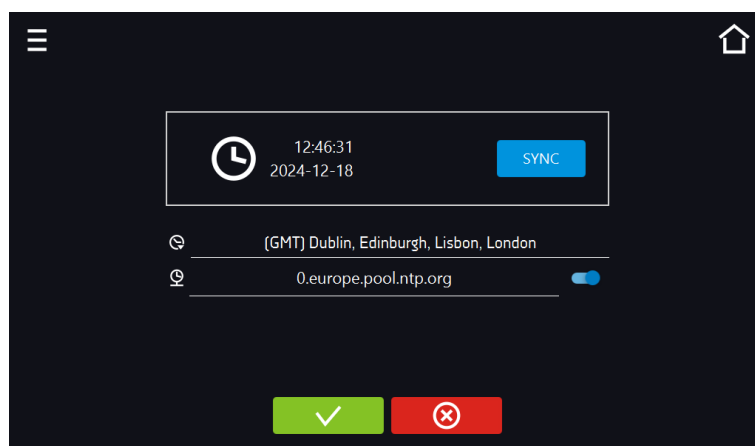 12:46:31
2024-12-18
SYNC
(GMT) Dublin, Edinburgh, Lisbon, London
0.europe.pool.ntp.org